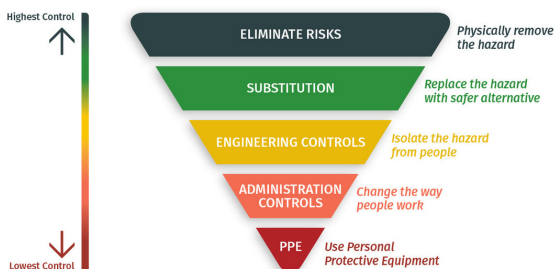 Highest Control
ELIMINATE RISKS
Physically remove
the hazard
SUBSTITUTION
Replace the hazard
with safer alternative
ENGINEERING CONTROLS
Isolate the hazard
from people
ADMINISTRATION
CONTROLS
Change the way
people work
PPE
Use Personal
Protective Equipment
Lowest Control